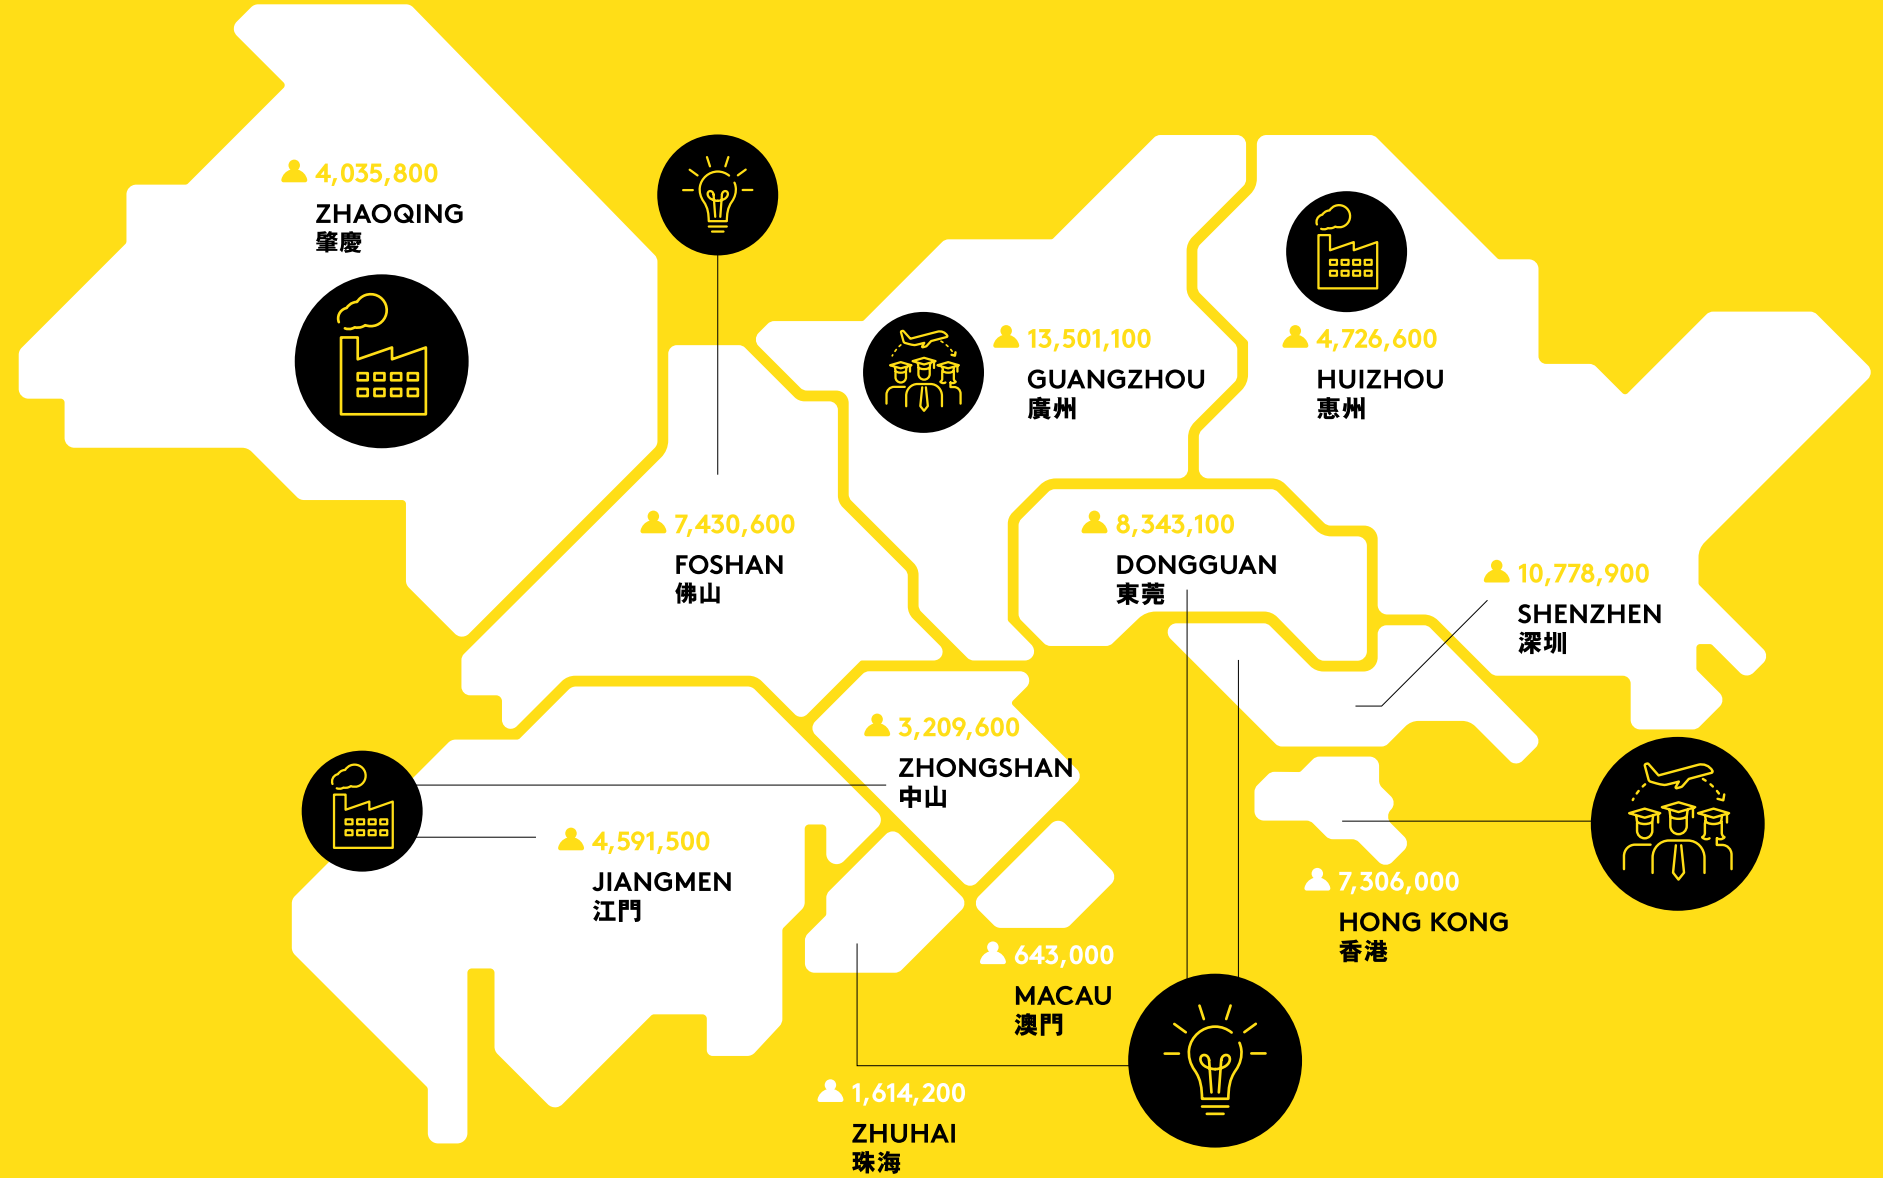 4,035,800
ZHAOQING
肇慶
13,501,100
GUANGZHOU
廣州
4,726,600
HUIZHOU
惠州
7,430,600
FOSHAN
佛山
8,343,100
DONGGUAN
東莞
10,778,900
SHENZHEN
深圳
3,209,600
ZHONGSHAN
中山
4,591,500
JIANGMEN
江門
7,306,000
HONG KONG
香港
643,000
MACAU
澳門
1,614,200
ZHUHAI
珠海